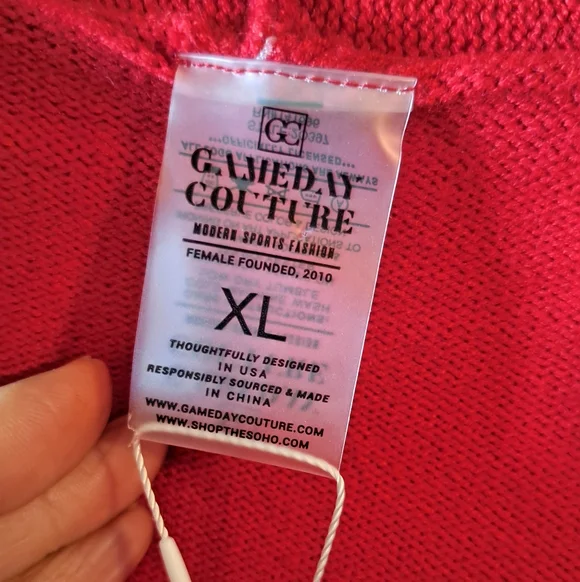 GC
GAMEDAY
COUTURE
MODERN SPORTS FASHION
FEMALE FOUNDED, 2010
XL
THOUGHTFULLY DESIGNED
IN USA
RESPONSIBLY SOURCED & MADE
IN CHINA
WWW.GAMEDAYCOUTURE.COM
WWW.SHOPTHESOHO.COM